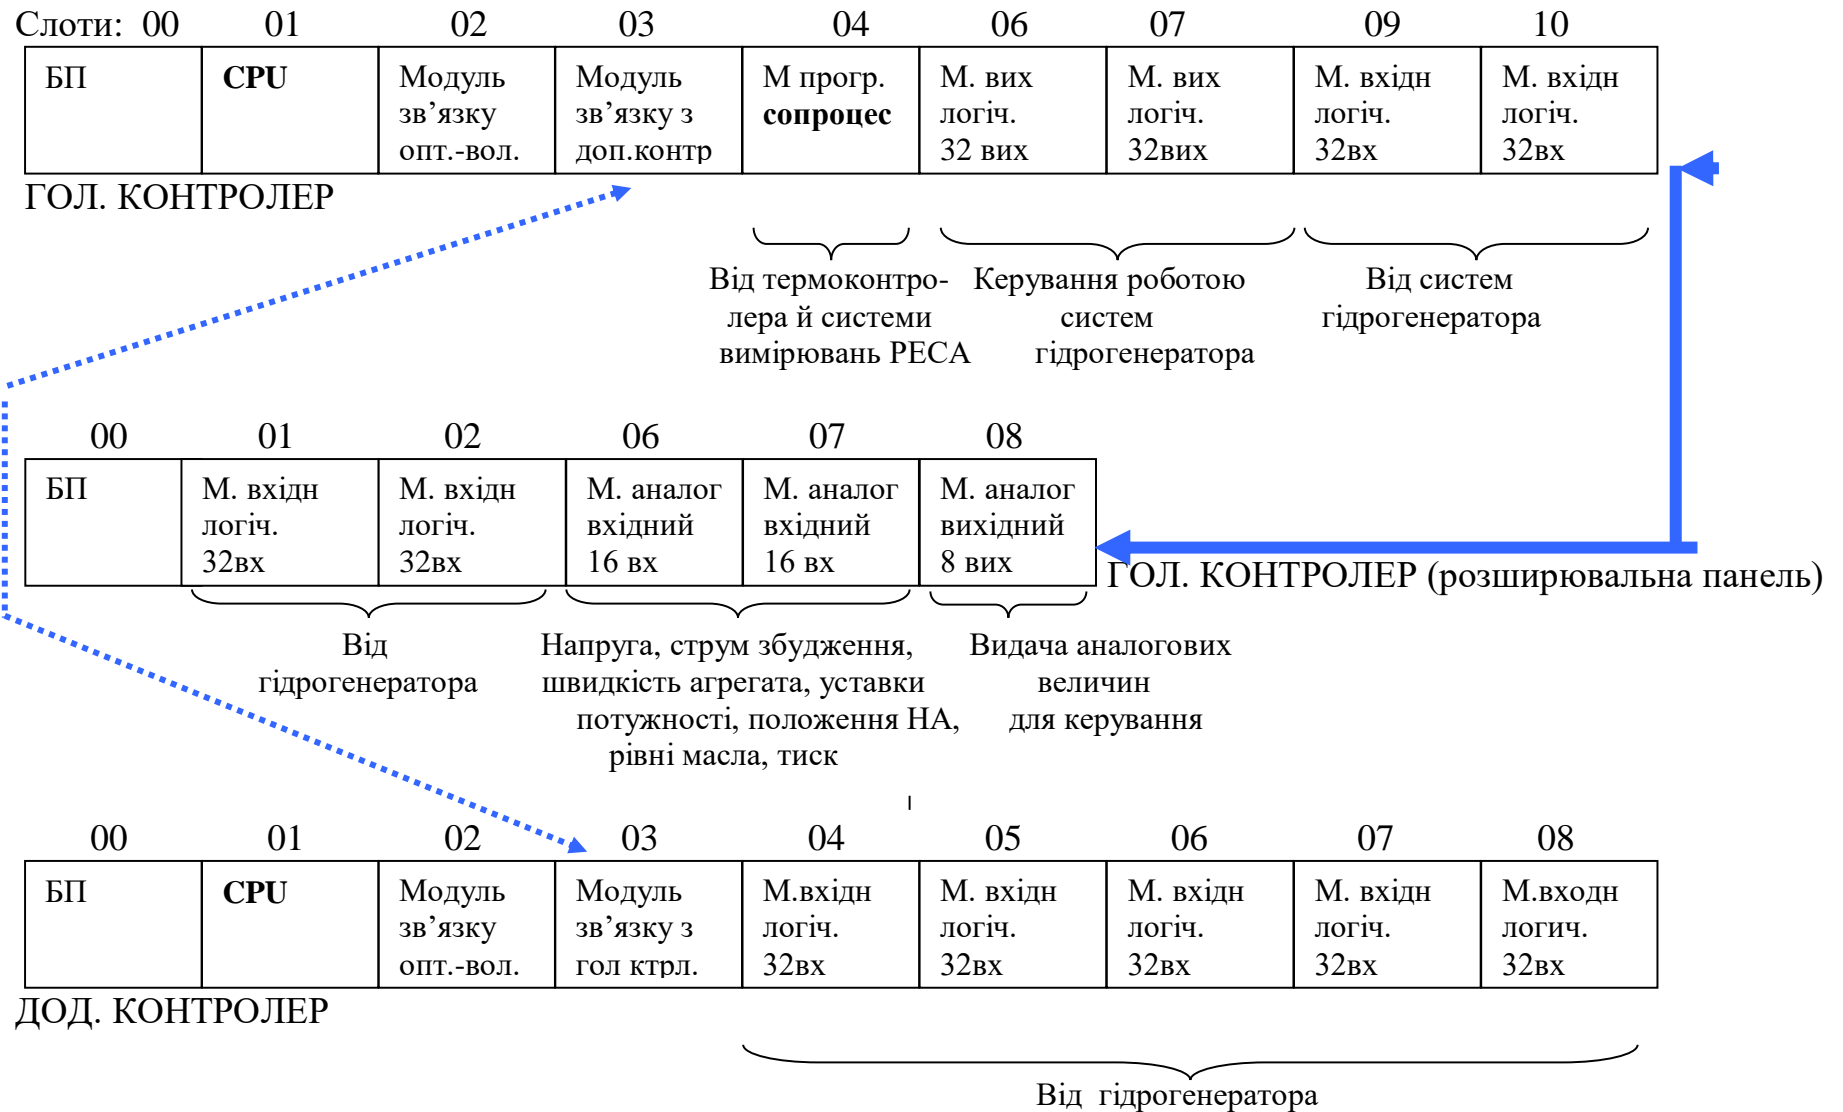 Слоти: 00 01 02 03 04 06 07 09 10
БП CPU Модуль Модуль М прогр. М. вих М. вих М. вхідн М. вхідн
зв’язку зв’язку з сопроцес логіч. логіч. логіч. логіч.
опт.-вол. доп.контр 32 вих 32вих 32вх 32вх
ГОЛ. КОНТРОЛЕР
Від термоконтро- Керування роботою Від систем
лера й системи систем гідрогенератора
вимірювань РЕСА гідрогенератора
00 01 02 06 07 08
БП М. вхідн М. вхідн М. аналог М. аналог М. аналог
логіч. логіч. вхідний вхідний вихідний
32вх 32вх 16 вх 16 вх 8 вих
ГОЛ. КОНТРОЛЕР (розширювальна панель)
Від Напруга, струм збудження, Видача аналогових
гідрогенератора швидкість агрегата, уставки величин
потужності, положення НА, для керування
рівні масла, тиск
00 01 02 03 04 05 06 07 08
БП CPU Модуль Модуль М.вхідн М. вхідн М. вхідн М. вхідн М.входн
зв’язку зв’язку з логіч. логіч. логіч. логіч. логич.
опт.-вол. гол ктрл. 32вх 32вх 32вх 32вх 32вх
ДОД. КОНТРОЛЕР
Від гідрогенератора